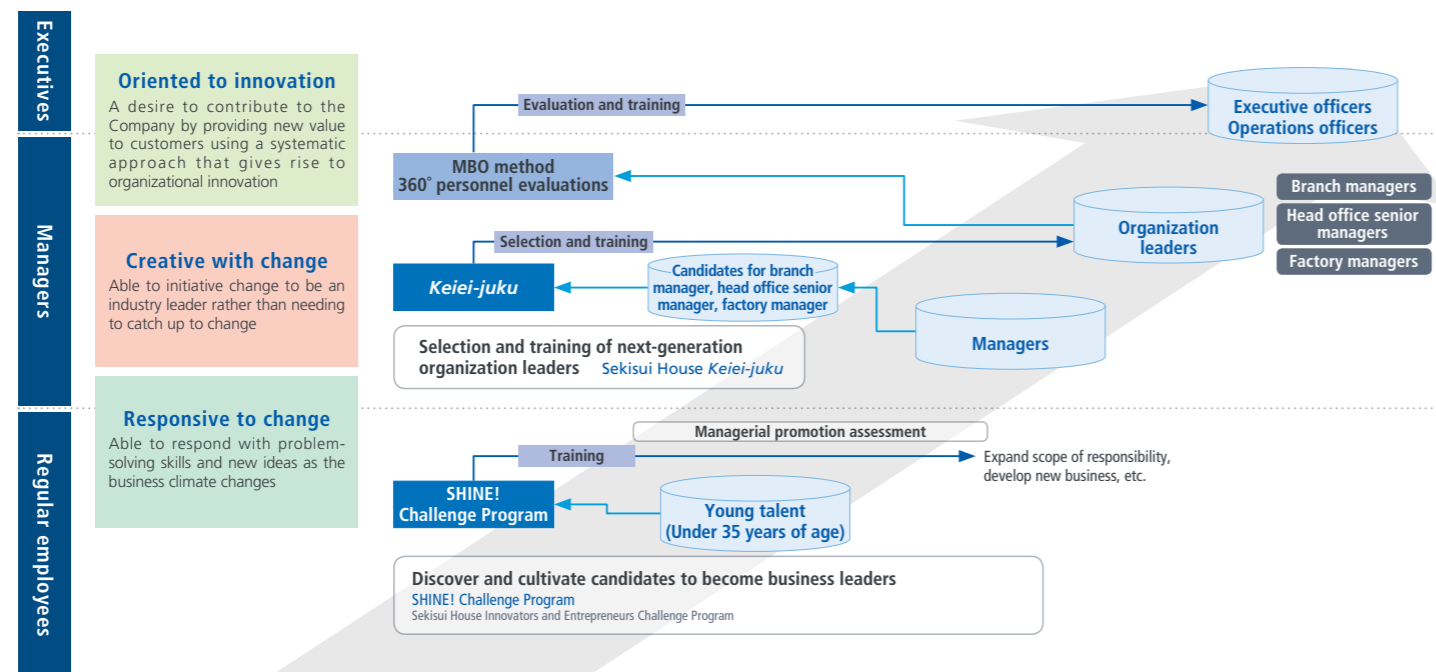 Executives
Managers
Regular employees
Oriented to innovation
A desire to contribute to the
Company by providing new value
to customers using a systematic
approach that gives rise to
organizational innovation
Creative with change
Able to initiative change to be an
industry leader rather than needing
to catch up to change
Responsive to change
Able to respond with problem-
solving skills and new ideas as the
business climate changes
Evaluation and training
Executive officers
Operations officers
MBO method
360° personnel evaluations
Branch managers
Head office senior
managers
Factory managers
Organization
leaders
Selection and training
Keiei-juku
Candidates for branch
manager, head office senior
manager, factory manager
Managers
Selection and training of next-generation
organization leaders Sekisui House Keiei-juku
Managerial promotion assessment
Training
Expand scope of responsibility,
develop new business, etc.
SHINE!
Challenge Program
Young talent
(Under 35 years of age)
Discover and cultivate candidates to become business leaders
SHINE! Challenge Program
Sekisui House Innovators and Entrepreneurs Challenge Program